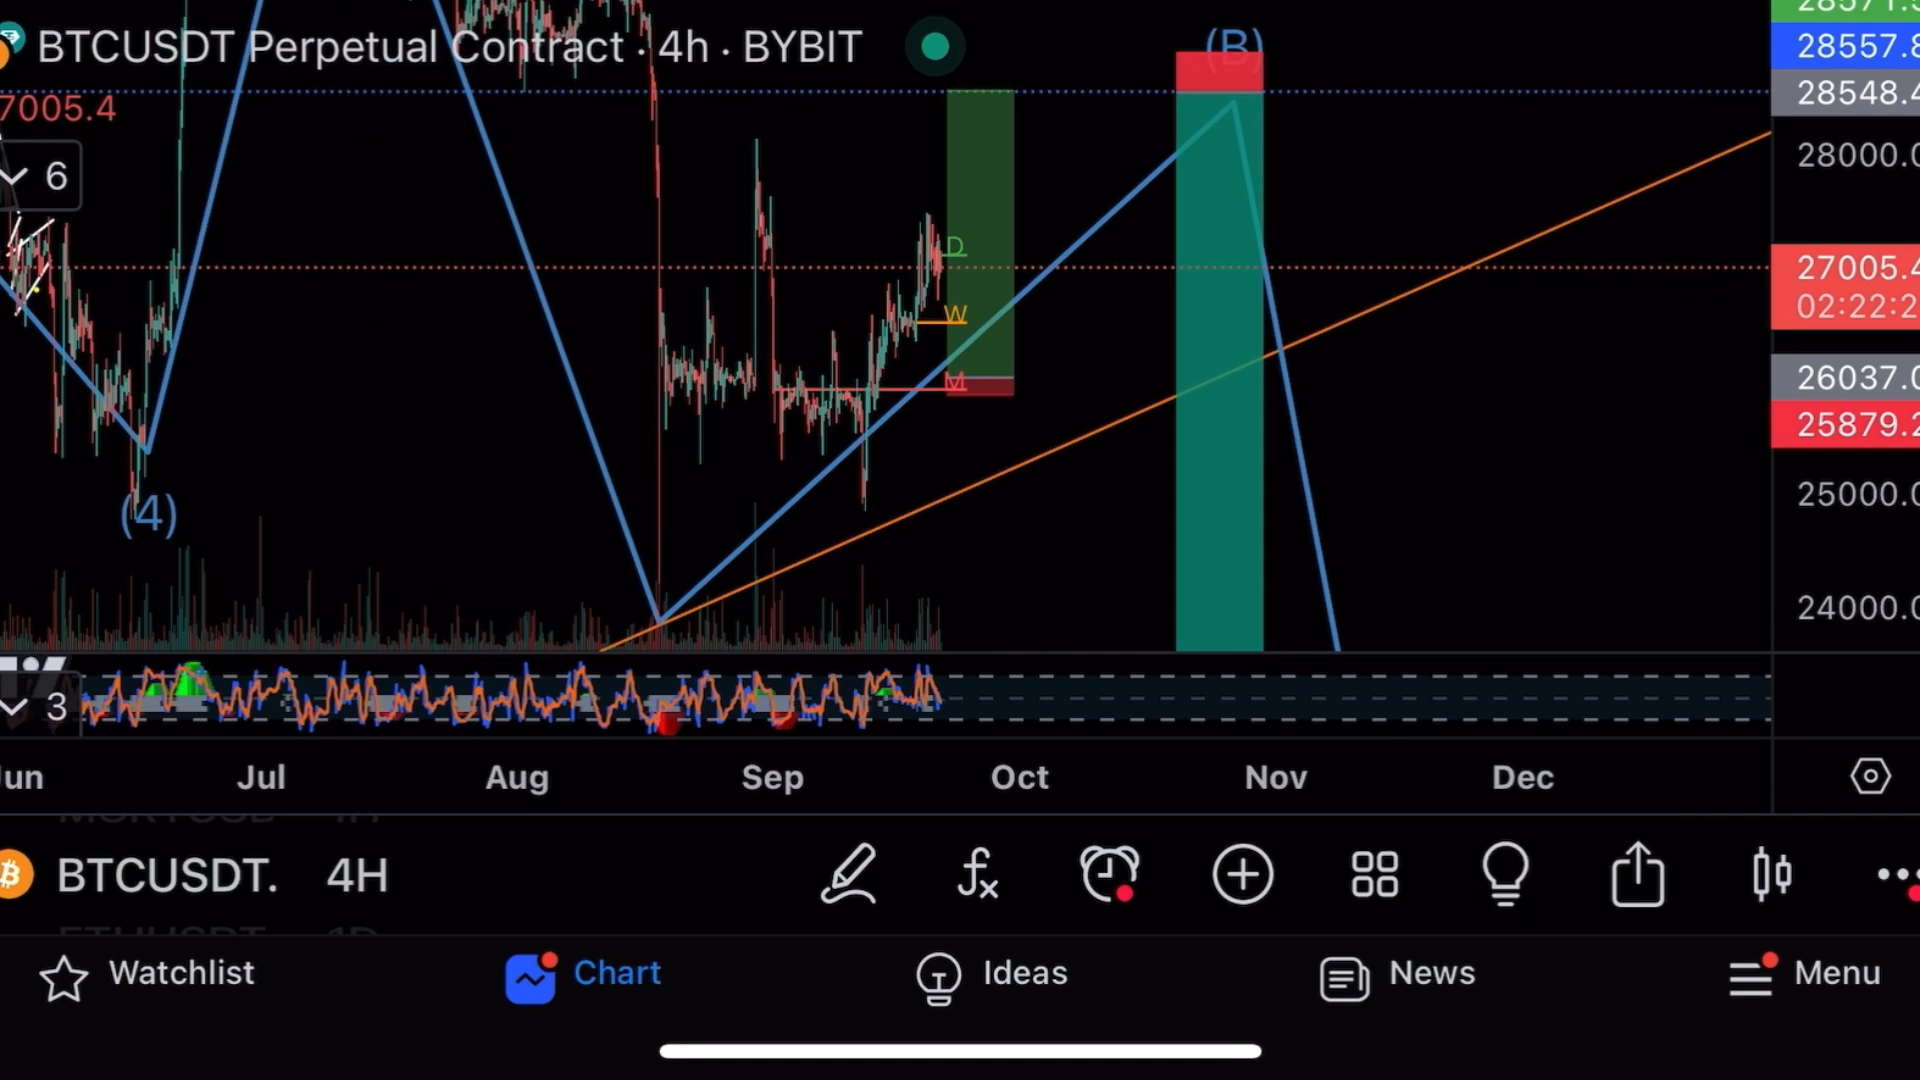 BTCUSDT Perpetual Contract · 4h · BYBIT
(B)
28571.5
28557.8
28548.4
7005.4
28000.0
6
D
27005.4
02:22:2
W
M
26037.0
25879.2
25000.0
(4)
24000.0
3
Jun Jul Aug Sep Oct Nov Dec
BTCUSDT. 4H
Watchlist Chart Ideas News Menu